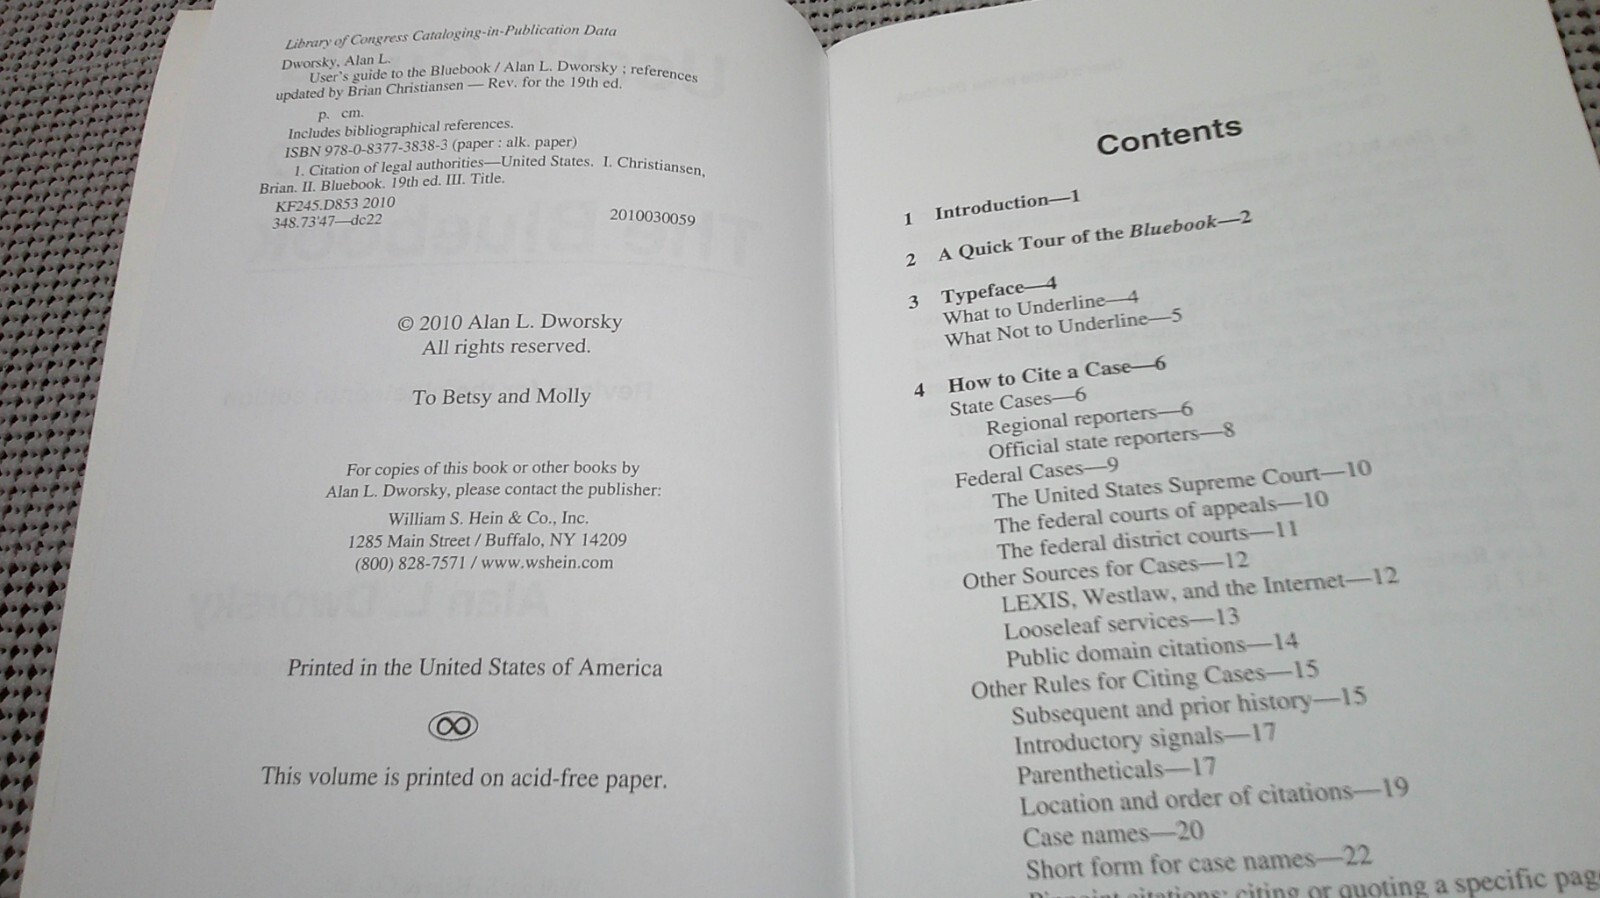 Library of Congress Cataloging-in-Publication Data
Dworsky, Alan L.
User's guide to the Bluebook / Alan L. Dworsky ; references
updated by Brian Christiansen — Rev. for the 19th ed.
p. cm.
Includes bibliographical references.
ISBN 978-0-8377-3838-3 (paper : alk. paper)
1. Citation of legal authorities—United States. I. Christiansen,
Brian. II. Bluebook. 19th ed. III. Title.
KF245.D853 2010
348.73'47—dc22
2010030059
© 2010 Alan L. Dworsky
All rights reserved.
To Betsy and Molly
For copies of this book or other books by
Alan L. Dworsky, please contact the publisher:
William S. Hein & Co., Inc.
1285 Main Street / Buffalo, NY 14209
(800) 828-7571 / www.wshein.com
Printed in the United States of America
This volume is printed on acid-free paper.
Contents
1 Introduction—1
2 A Quick Tour of the Bluebook—2
3 Typeface—4
What to Underline—4
What Not to Underline—5
4 How to Cite a Case—6
State Cases—6
Regional reporters—6
Official state reporters—8
Federal Cases—9
The United States Supreme Court—10
The federal courts of appeals—10
The federal district courts—11
Other Sources for Cases—12
LEXIS, Westlaw, and the Internet—12
Looseleaf services—13
Public domain citations—14
Other Rules for Citing Cases—15
Subsequent and prior history—15
Introductory signals—17
Parentheticals—17
Location and order of citations—19
Case names—20
Short form for case names—22
Pinpoint citations: citing or quoting a specific pag